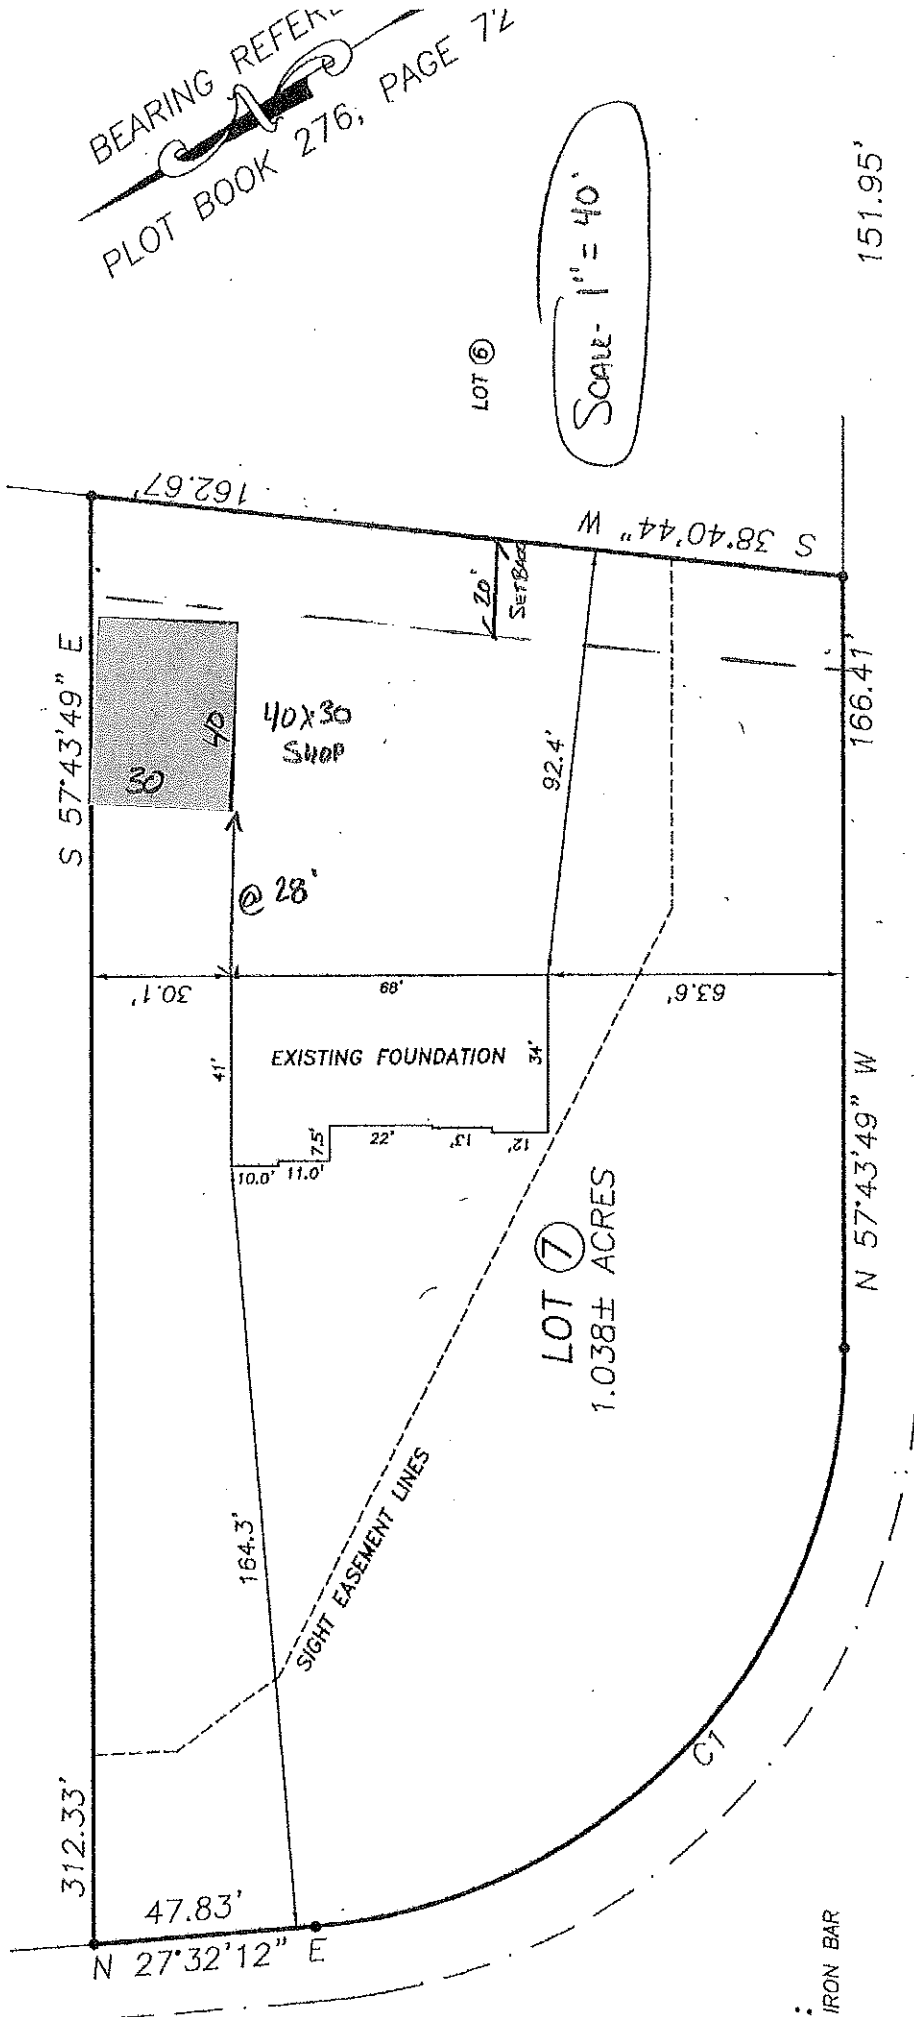 BEARING REFERE
PLOT BOOK 276, PAGE 72
LOT 6
Scale- 1"= 40'
151.95'
162.67'
S 38°40'44" W
20'
SETBACK
S 57°43'49" E
312.33'
30
40
40x30
SHOP
@ 28'
92.4'
166.41'
N 57°43'49" W
30.1'
68'
63.6'
41'
EXISTING FOUNDATION
34'
10.0'
11.0'
7.5'
22'
13'
12'
LOT 7
1.038± ACRES
164.3'
SIGHT EASEMENT LINES
C1
47.83'
N 27°32'12" E
IRON BAR